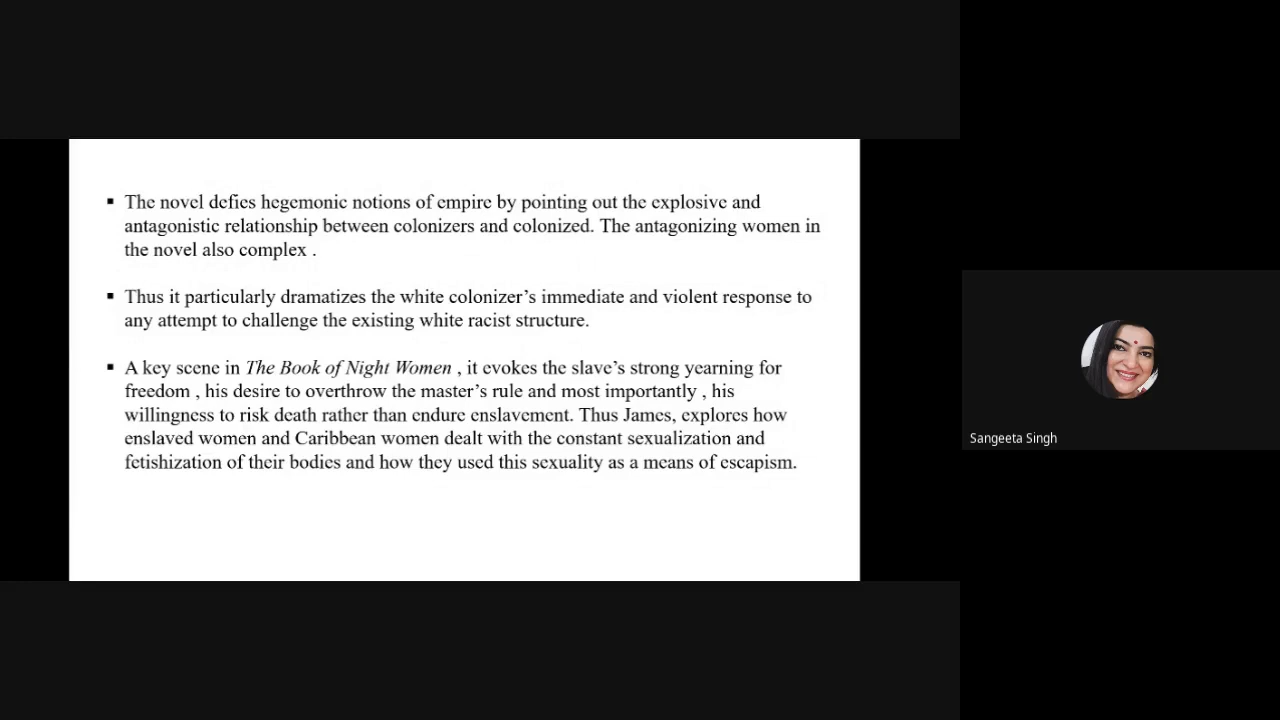 ▪ The novel defies hegemonic notions of empire by pointing out the explosive and
antagonistic relationship between colonizers and colonized. The antagonizing women in
the novel also complex .
▪ Thus it particularly dramatizes the white colonizer’s immediate and violent response to
any attempt to challenge the existing white racist structure.
▪ A key scene in The Book of Night Women , it evokes the slave’s strong yearning for
freedom , his desire to overthrow the master’s rule and most importantly , his
willingness to risk death rather than endure enslavement. Thus James, explores how
enslaved women and Caribbean women dealt with the constant sexualization and
fetishization of their bodies and how they used this sexuality as a means of escapism.
Sangeeta Singh